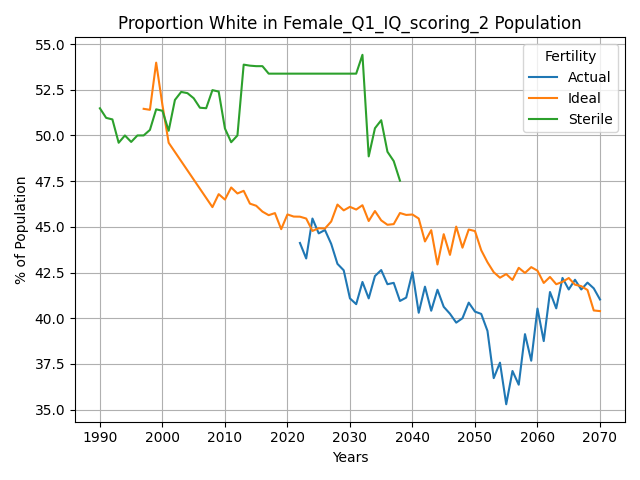 Proportion White in Female_Q1_IQ_scoring_2 Population
Fertility
Actual
Ideal
Sterile
% of Population
55.0
52.5
50.0
47.5
45.0
42.5
40.0
37.5
35.0
1990 2000 2010 2020 2030 2040 2050 2060 2070
Years